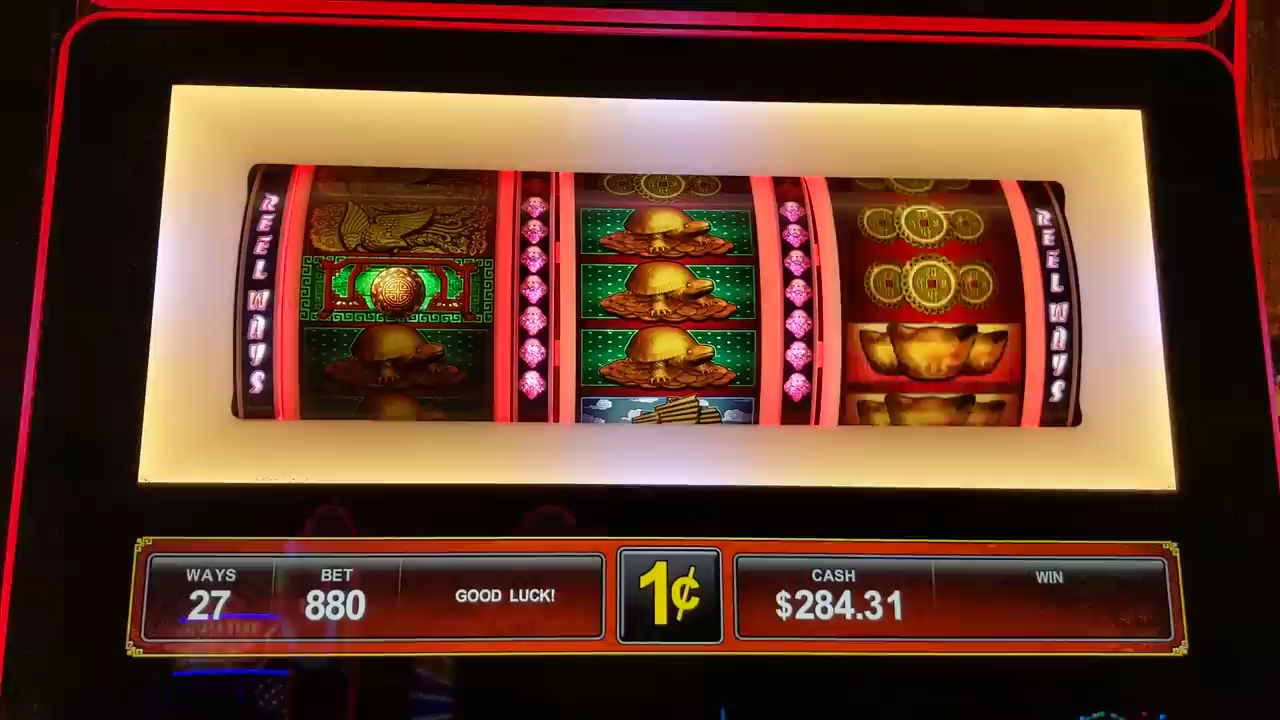 REEL WAYS
REEL WAYS
WAYS
27
BET
880
GOOD LUCK!
1¢
CASH
$284.31
WIN